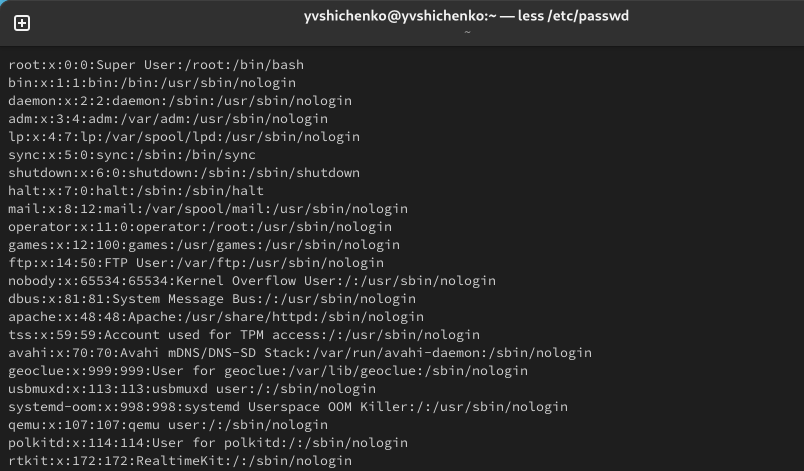 yvshichenko@yvshichenko:~ — less /etc/passwd
~
root:x:0:0:Super User:/root:/bin/bash
bin:x:1:1:bin:/bin:/usr/sbin/nologin
daemon:x:2:2:daemon:/sbin:/usr/sbin/nologin
adm:x:3:4:adm:/var/adm:/usr/sbin/nologin
lp:x:4:7:lp:/var/spool/lpd:/usr/sbin/nologin
sync:x:5:0:sync:/sbin:/bin/sync
shutdown:x:6:0:shutdown:/sbin:/sbin/shutdown
halt:x:7:0:halt:/sbin:/sbin/halt
mail:x:8:12:mail:/var/spool/mail:/usr/sbin/nologin
operator:x:11:0:operator:/root:/usr/sbin/nologin
games:x:12:100:games:/usr/games:/usr/sbin/nologin
ftp:x:14:50:FTP User:/var/ftp:/usr/sbin/nologin
nobody:x:65534:65534:Kernel Overflow User:/:/usr/sbin/nologin
dbus:x:81:81:System Message Bus:/:/usr/sbin/nologin
apache:x:48:48:Apache:/usr/share/httpd:/sbin/nologin
tss:x:59:59:Account used for TPM access:/:/usr/sbin/nologin
avahi:x:70:70:Avahi mDNS/DNS-SD Stack:/var/run/avahi-daemon:/sbin/nologin
geoclue:x:999:999:User for geoclue:/var/lib/geoclue:/sbin/nologin
usbmuxd:x:113:113:usbmuxd user:/:/sbin/nologin
systemd-oom:x:998:998:systemd Userspace OOM Killer:/:/usr/sbin/nologin
qemu:x:107:107:qemu user:/:/sbin/nologin
polkitd:x:114:114:User for polkitd:/:/sbin/nologin
rtkit:x:172:172:RealtimeKit:/:/sbin/nologin